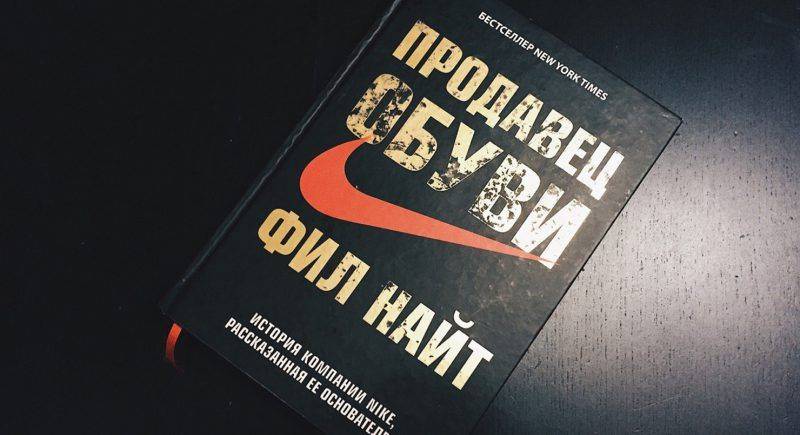 БЕСТСЕЛЛЕР NEW YORK TIMES
ПРОДАВЕЦ
ОБУВИ
ФИЛ НАЙТ
ИСТОРИЯ КОМПАНИИ NIKE,
РАССКАЗАННАЯ ЕЕ